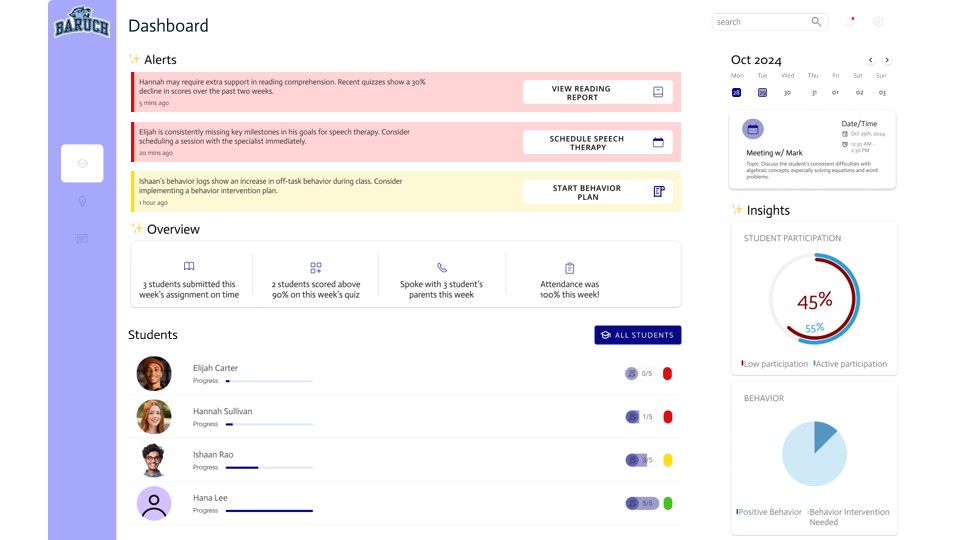 BARUCH
Dashboard
search
✨ Alerts
Hannah may require extra support in reading comprehension. Recent quizzes show a 30%
decline in scores over the past two weeks.
5 mins ago
VIEW READING
REPORT
Elijah is consistently missing key milestones in his goals for speech therapy. Consider
scheduling a session with the specialist immediately.
20 mins ago
SCHEDULE SPEECH
THERAPY
Ishaan's behavior logs show an increase in off-task behavior during class. Consider
implementing a behavior intervention plan.
1 hour ago
START BEHAVIOR
PLAN
✨ Overview
3 students submitted this
week's assignment on time
2 students scored above
90% on this week's quiz
Spoke with 3 student's
parents this week
Attendance was
100% this week!
Students
ALL STUDENTS
Elijah Carter
Progress
0/5
Hannah Sullivan
Progress
1/5
Ishaan Rao
Progress
3/5
Hana Lee
Progress
5/5
Oct 2024
Mon Tue Wed Thu Fri Sat Sun
28 29 30 31 01 02 03
Date/Time
Oct 29th, 2024
12:30 AM -
1:30 PM
Meeting w/ Mark
Topic: Discuss the student's consistent difficulties with
algebraic concepts, especially solving equations and word
problems.
✨ Insights
STUDENT PARTICIPATION
45%
55%
Low participation Active participation
BEHAVIOR
Positive Behavior Behavior Intervention
Needed